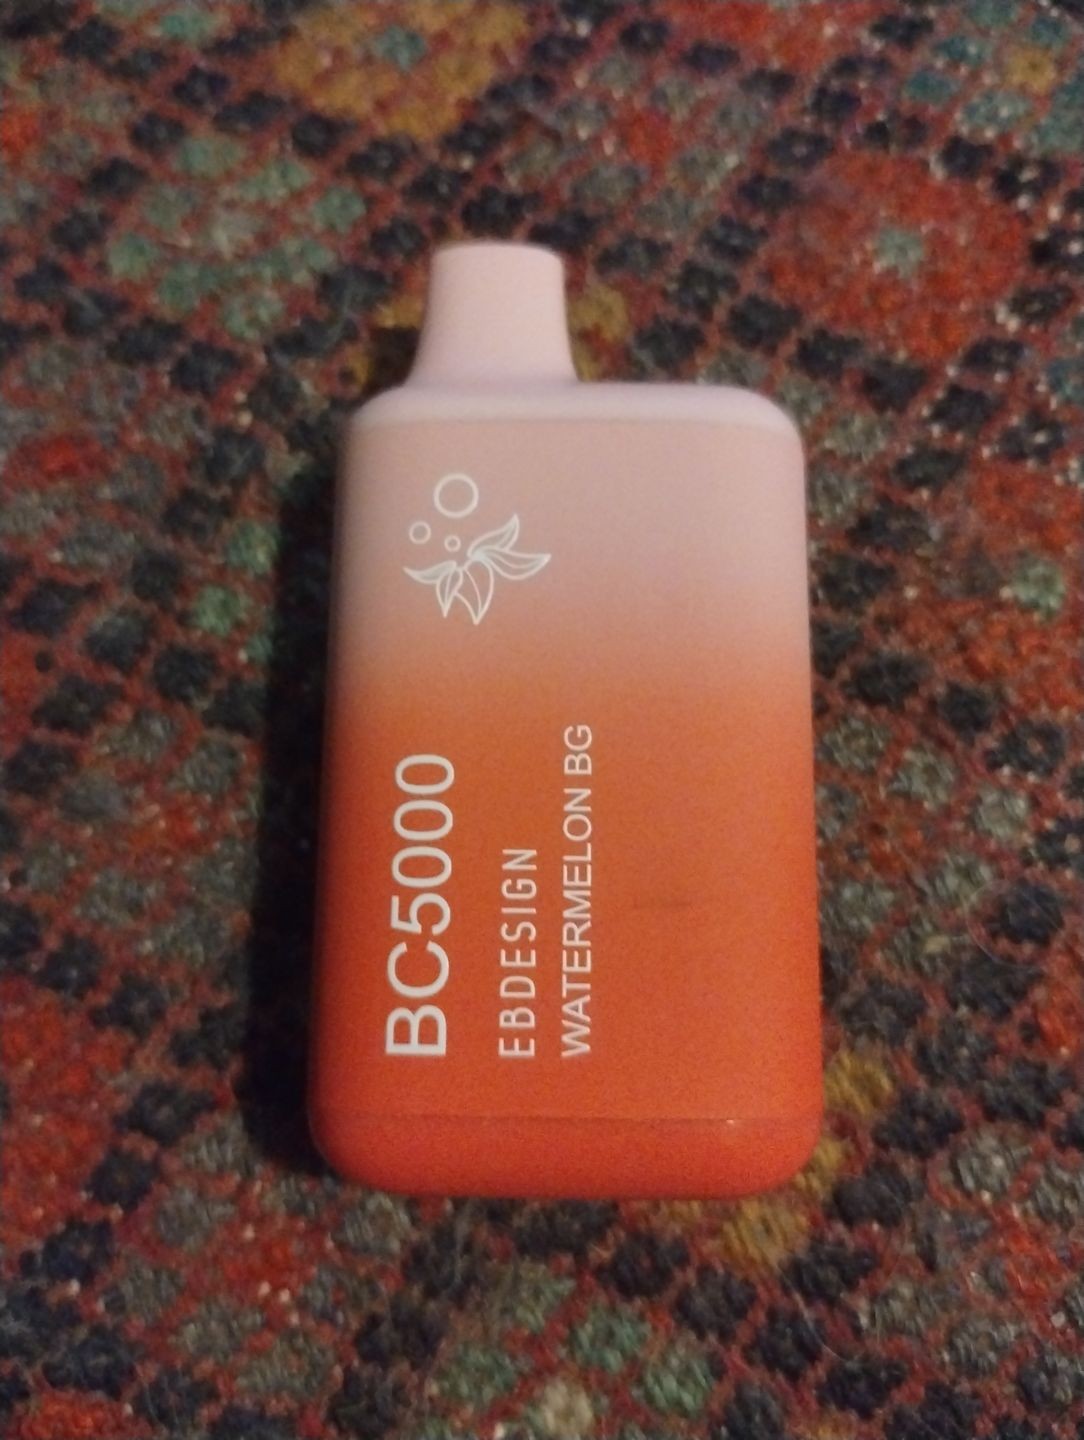 BC5000
EBDESIGN
WATERMELON BG